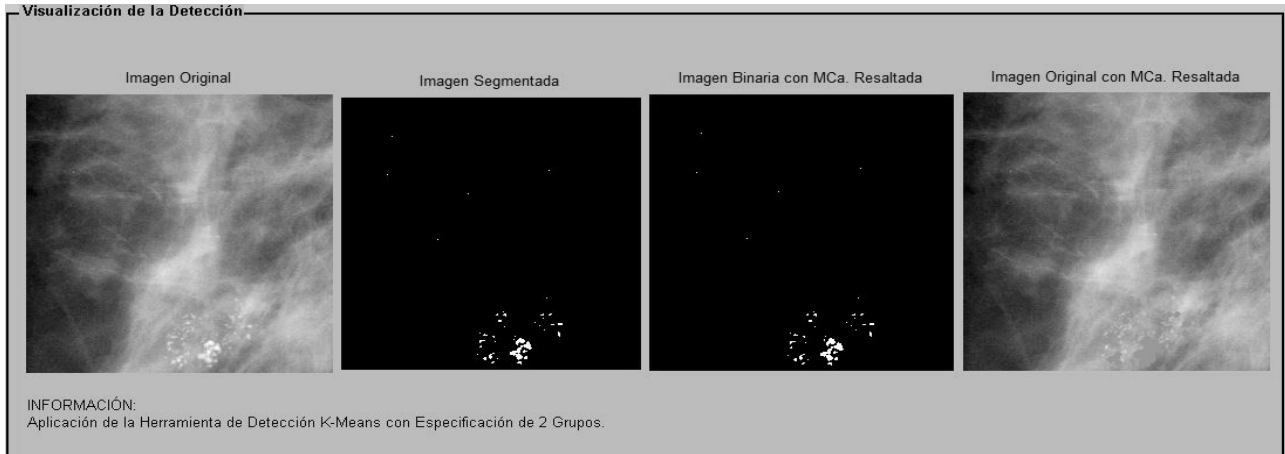 Visualización de la Detección
Imagen Original
Imagen Segmentada
Imagen Binaria con MCa. Resaltada
Imagen Original con MCa. Resaltada
INFORMACIÓN:
Aplicación de la Herramienta de Detección K-Means con Especificación de 2 Grupos.